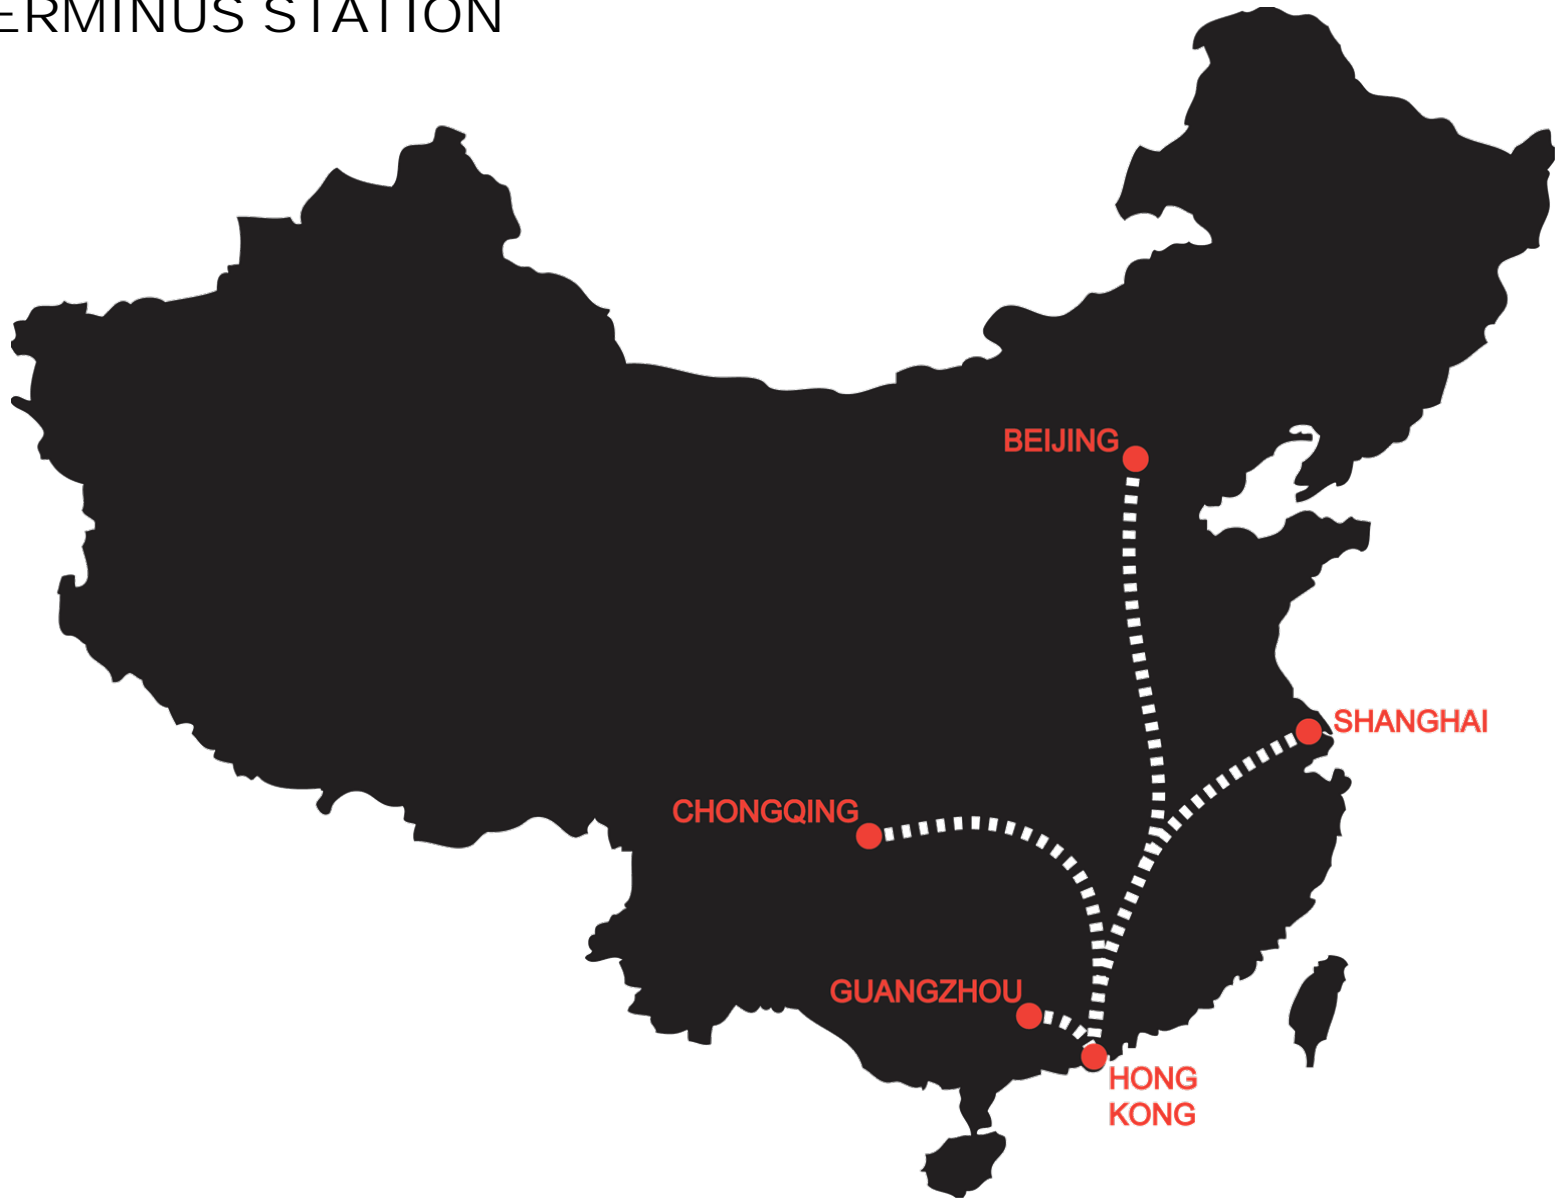 ERMINUS STATION
BEIJING
SHANGHAI
CHONGQING
GUANGZHOU
HONG
KONG